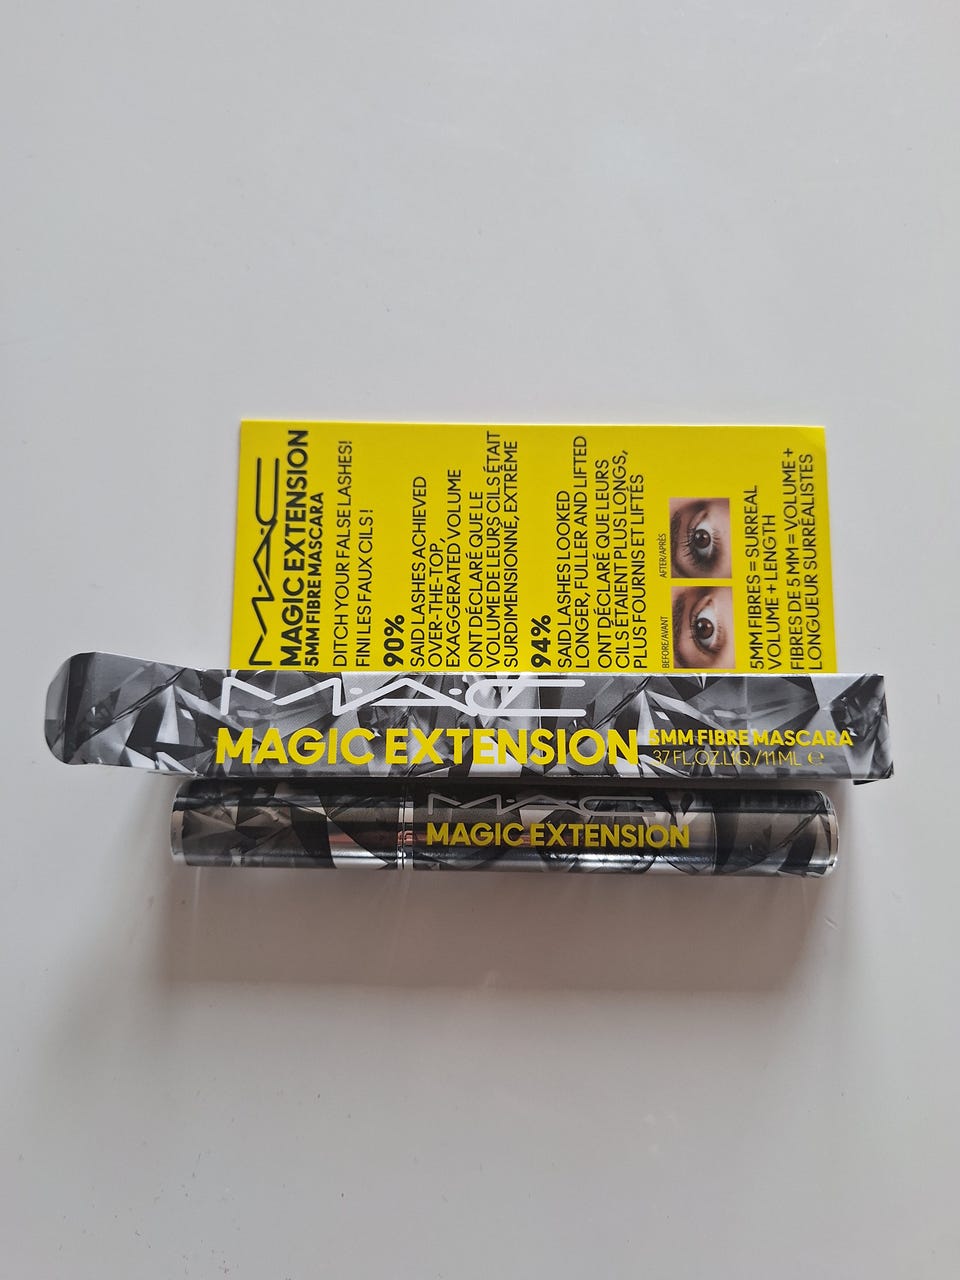 M·A·C
MAGIC EXTENSION
5MM FIBRE MASCARA
DITCH YOUR FALSE LASHES!
FINI LES FAUX CILS !
90%
SAID LASHES ACHIEVED
OVER-THE-TOP,
EXAGGERATED VOLUME
ONT DÉCLARÉ QUE LE
VOLUME DE LEURS CILS ÉTAIT
SURDIMENSIONNÉ, EXTRÊME
94%
SAID LASHES LOOKED
LONGER, FULLER AND LIFTED
ONT DÉCLARÉ QUE LEURS
CILS ÉTAIENT PLUS LONGS,
PLUS FOURNIS ET LIFTÉS
BEFORE/AVANT
AFTER/APRÈS
5MM FIBRES = SURREAL
VOLUME + LENGTH
FIBRES DE 5 MM = VOLUME +
LONGUEUR SURRÉALISTES
M·A·C
MAGIC EXTENSION 5MM FIBRE MASCARA
.37 FL.OZ.LIQ./11 ML ℮
M·A·C
MAGIC EXTENSION